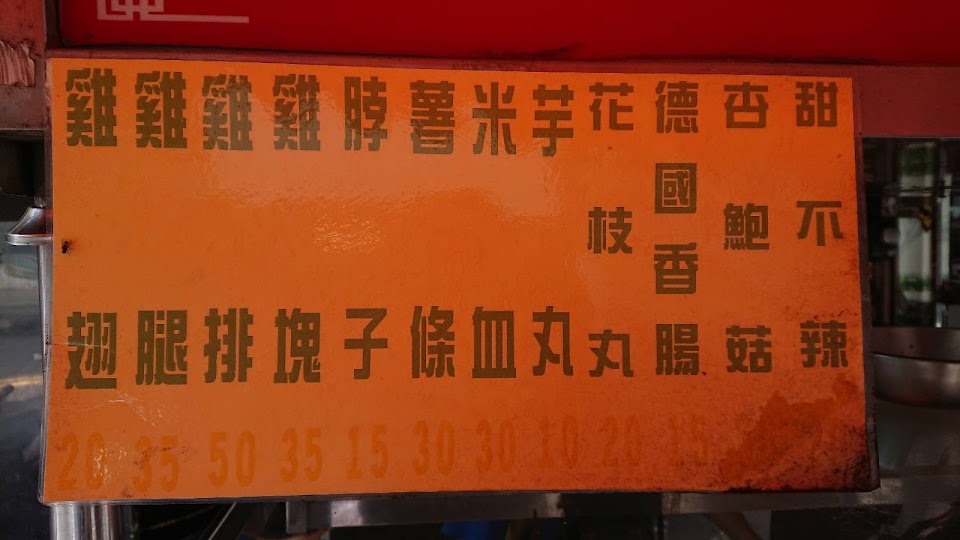 甜不辣
杏鮑菇
德國香腸 15
花枝丸 20
芋丸 10
米血 30
薯條 30
脖子 15
雞塊 35
雞排 50
雞腿 35
雞翅 20